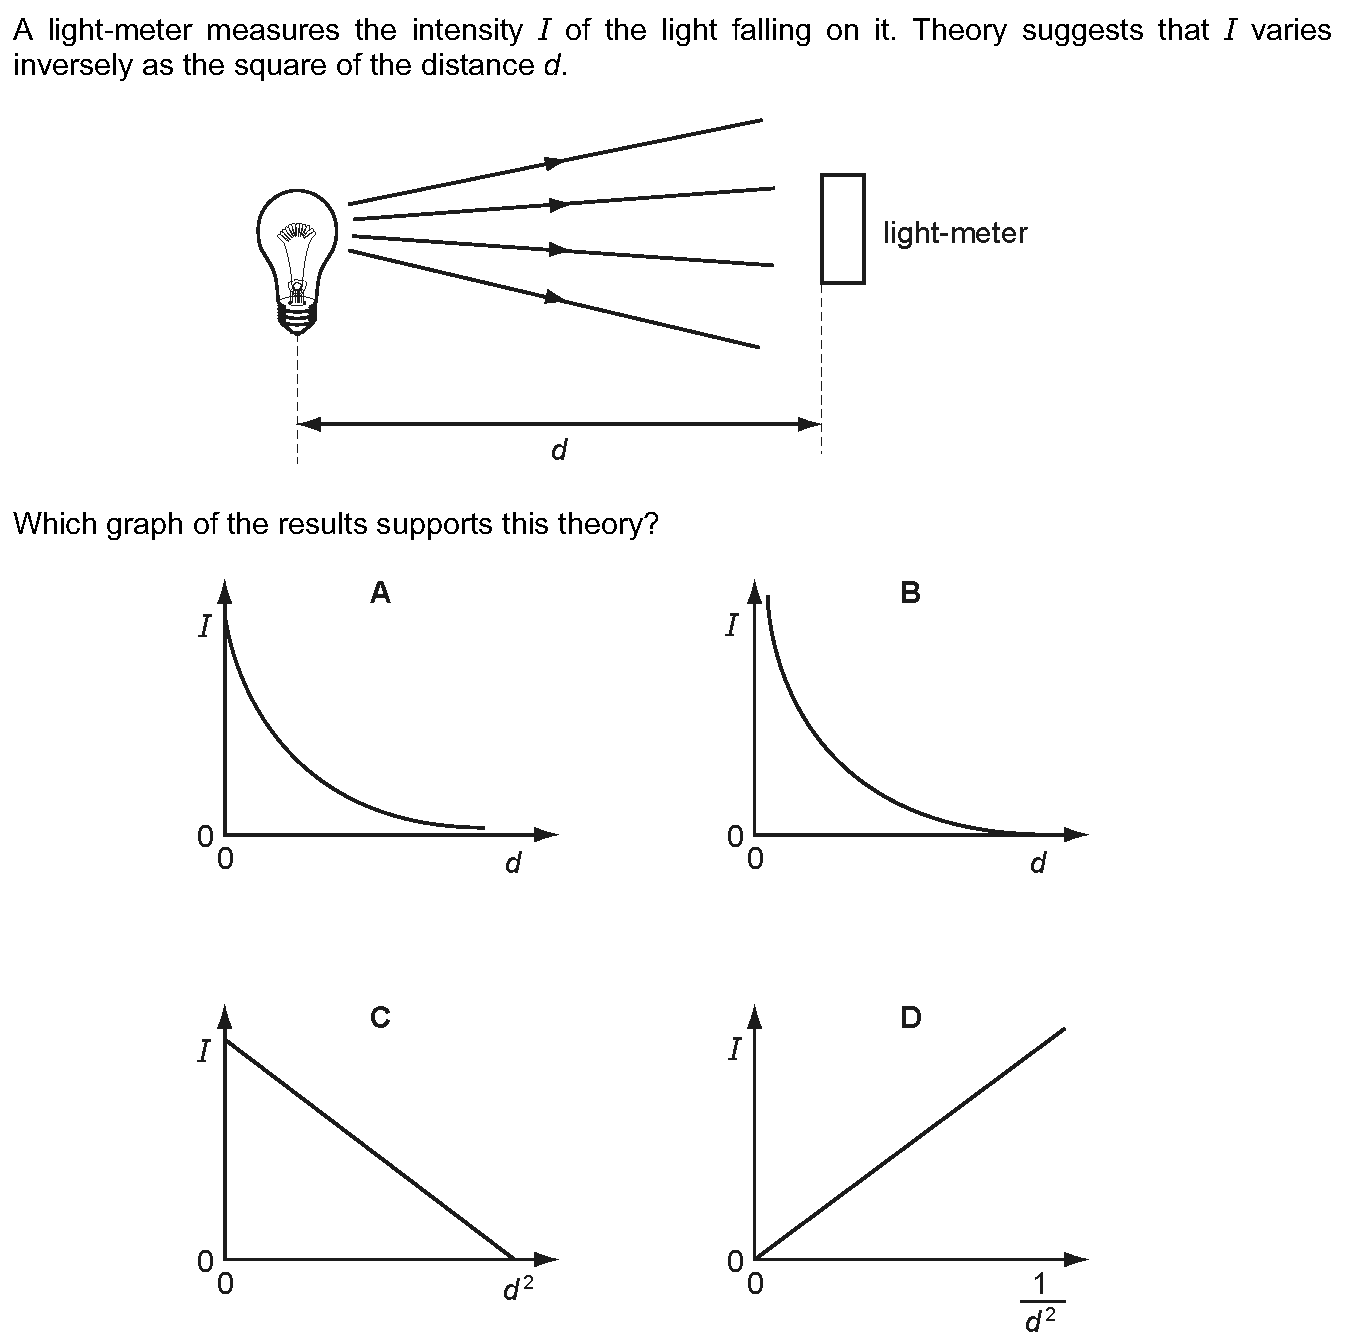 A light-meter measures the intensity I of the light falling on it. Theory suggests that I varies
inversely as the square of the distance d.
light-meter
d
Which graph of the results supports this theory?
A
I
0
0
d
B
I
0
0
d
C
I
0
0
d²
D
I
0
0
1
d²